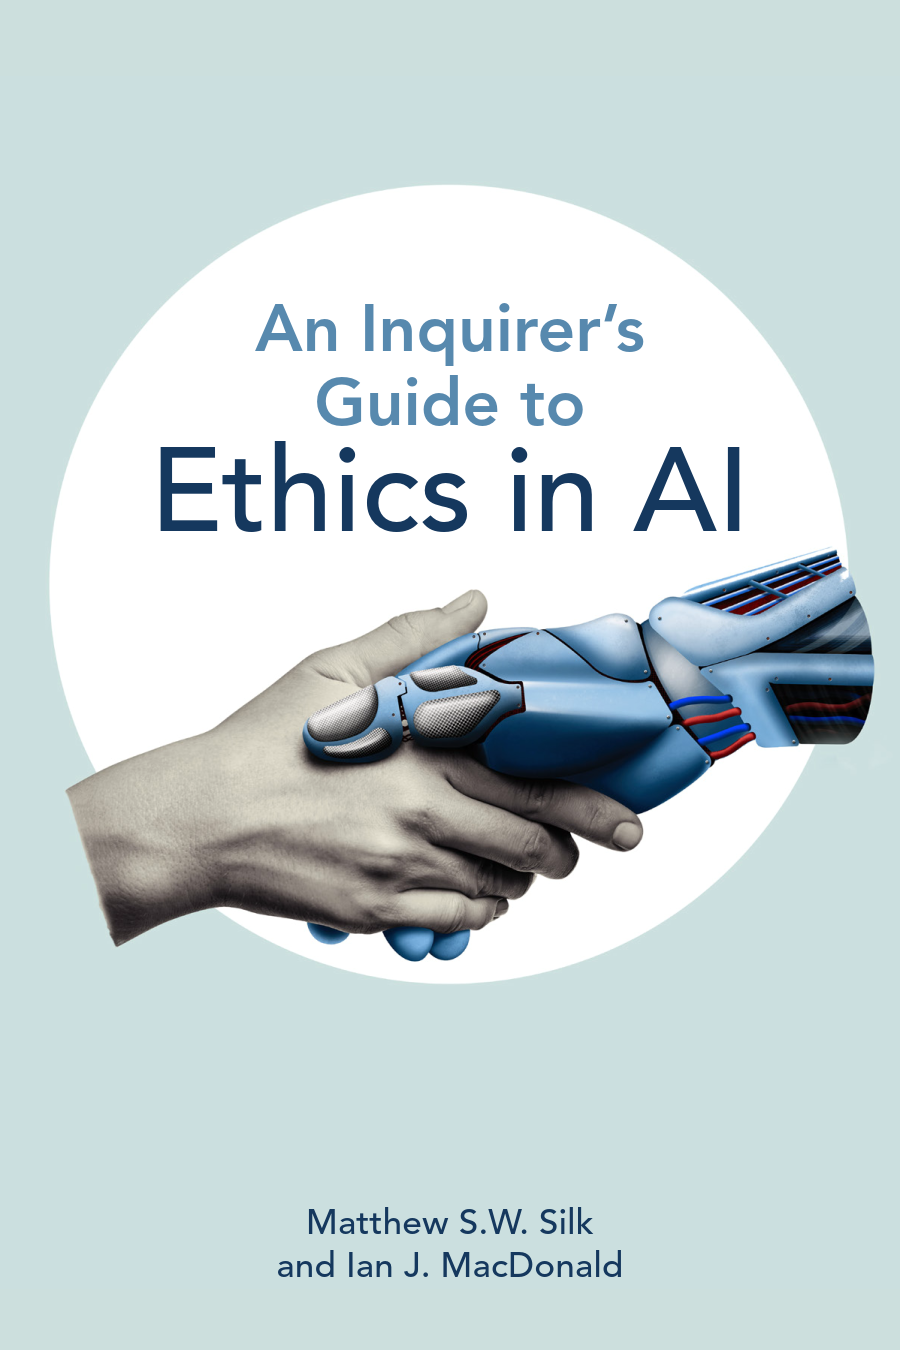 An Inquirer’s
Guide to
Ethics in AI
Matthew S.W. Silk
and Ian J. MacDonald